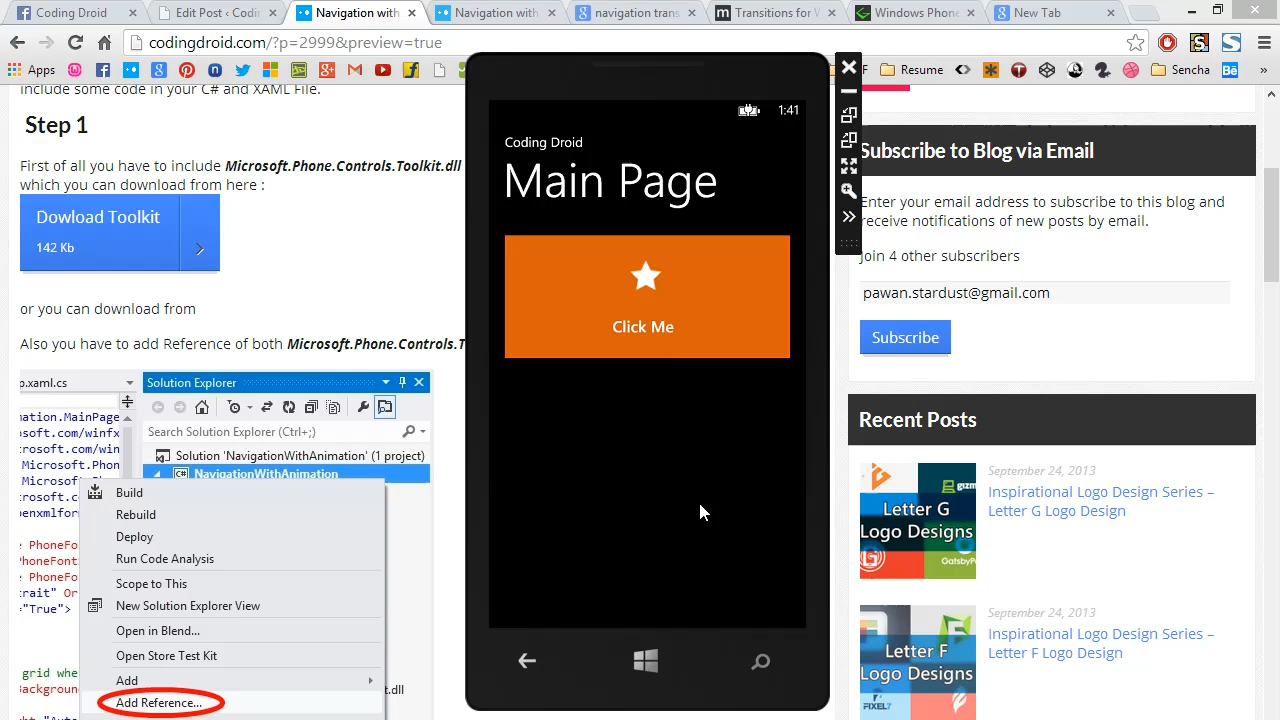 Facebook
Edit Post ‹ Codin
Navigation with
Navigation with
navigation trans
Transitions for W
Windows Phone
New Tab
codingdroid.com/?p=2999&preview=true
Apps
Resume
Sencha
include some code in your C# and XAML File.
Step 1
First of all you have to include Microsoft.Phone.Controls.Toolkit.dll
which you can download from here :
Dowload Toolkit
142 Kb
or you can download from
Also you have to add Reference of both Microsoft.Phone.Controls.T
p.xaml.cs
Solution Explorer
Search Solution Explorer (Ctrl+;)
Solution 'NavigationWithAnimation' (1 project)
C# NavigationWithAnimation
Build
Rebuild
Deploy
Run Code Analysis
Scope to This
New Solution Explorer View
Open in Blend...
Open Store Test Kit
Add
Add Reference...
1:41
Coding Droid
Main Page
Click Me
Subscribe to Blog via Email
Enter your email address to subscribe to this blog and
receive notifications of new posts by email.
Join 4 other subscribers
pawan.stardust@gmail.com
Subscribe
Recent Posts
September 24, 2013
Inspirational Logo Design Series –
Letter G Logo Design
Letter G
Logo Designs
September 24, 2013
Inspirational Logo Design Series –
Letter F Logo Design
Letter F
Logo Designs